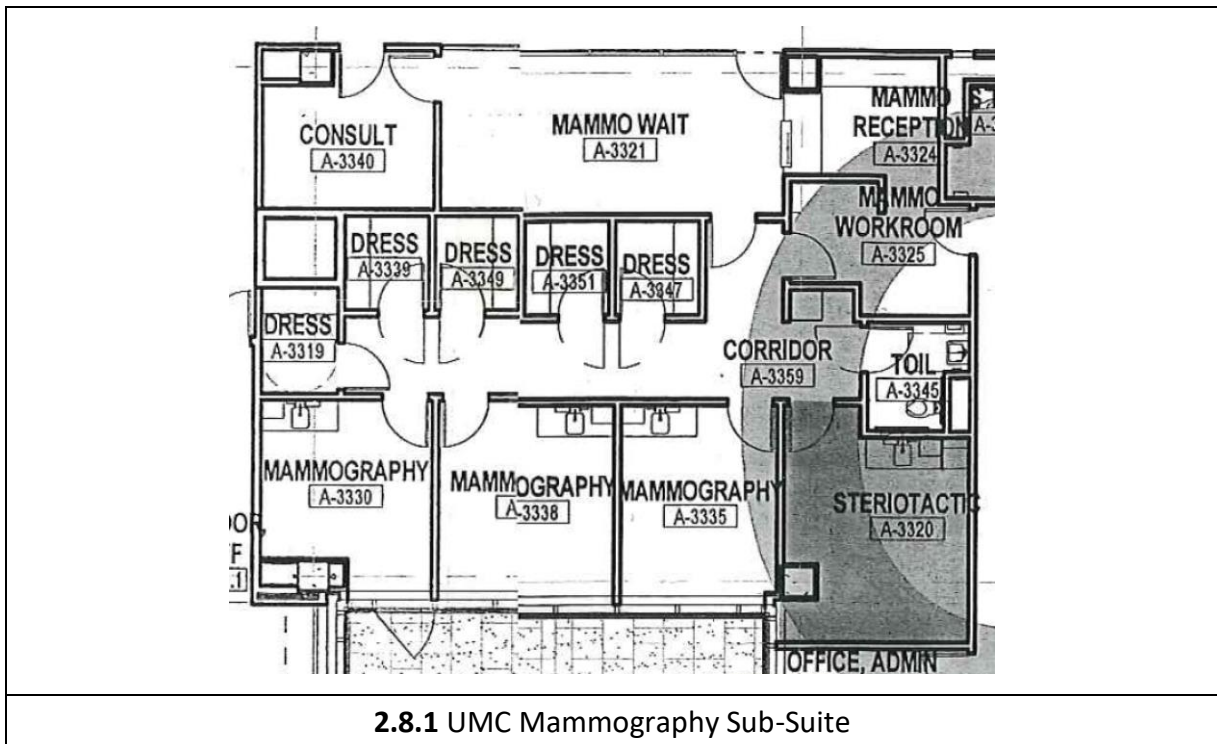 CONSULT
A-3340
MAMMO WAIT
A-3321
MAMMO
RECEPTION
A-3324
MAMMO
WORKROOM
A-3325
DRESS
A-3339
DRESS
A-3349
DRESS
A-3351
DRESS
A-3347
DRESS
A-3319
CORRIDOR
A-3359
TOIL
A-3345
MAMMOGRAPHY
A-3330
MAMMOGRAPHY
A-3338
MAMMOGRAPHY
A-3335
STERIOTACTIC
A-3320
OFFICE, ADMIN
2.8.1 UMC Mammography Sub-Suite